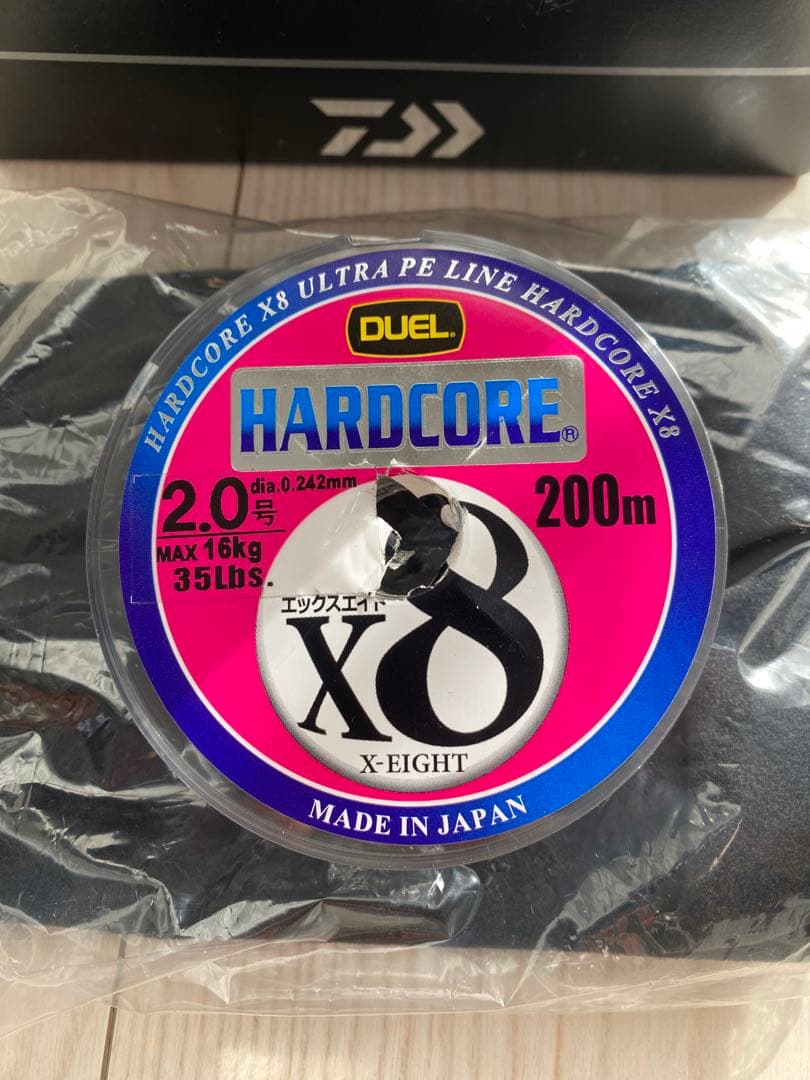 HARDCORE X8 ULTRA PE LINE HARDCORE X8
DUEL®
HARDCORE®
2.0号 dia.0.242mm
200m
MAX 16kg
35Lbs.
エックスエイト
X8
X-EIGHT
MADE IN JAPAN